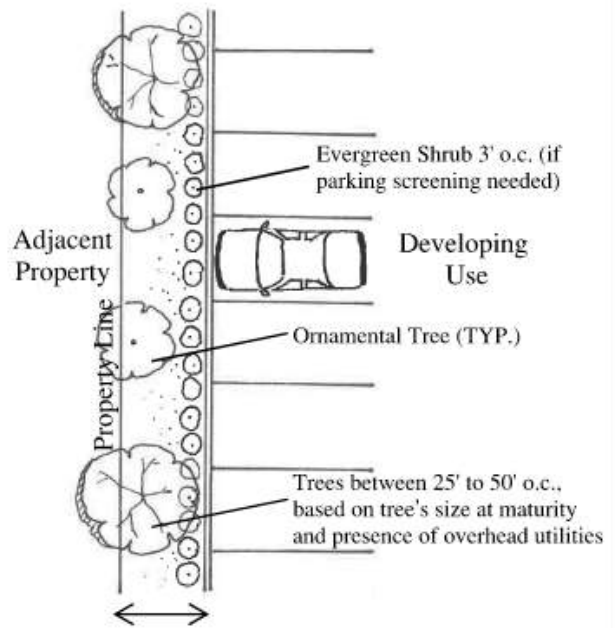 Evergreen Shrub 3' o.c. (if
parking screening needed)
Adjacent
Property
Developing
Use
Property Line
Ornamental Tree (TYP.)
Trees between 25' to 50' o.c.,
based on tree's size at maturity
and presence of overhead utilities